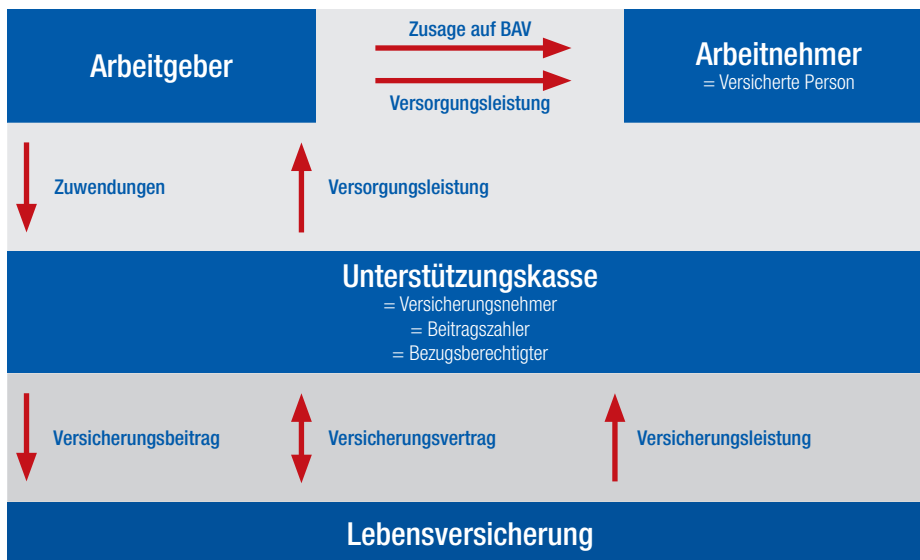 Arbeitgeber
Zusage auf BAV
Versorgungsleistung
Arbeitnehmer
= Versicherte Person
Zuwendungen
Versorgungsleistung
Unterstützungskasse
= Versicherungsnehmer
= Beitragszahler
= Bezugsberechtigter
Versicherungsbeitrag
Versicherungsvertrag
Versicherungsleistung
Lebensversicherung